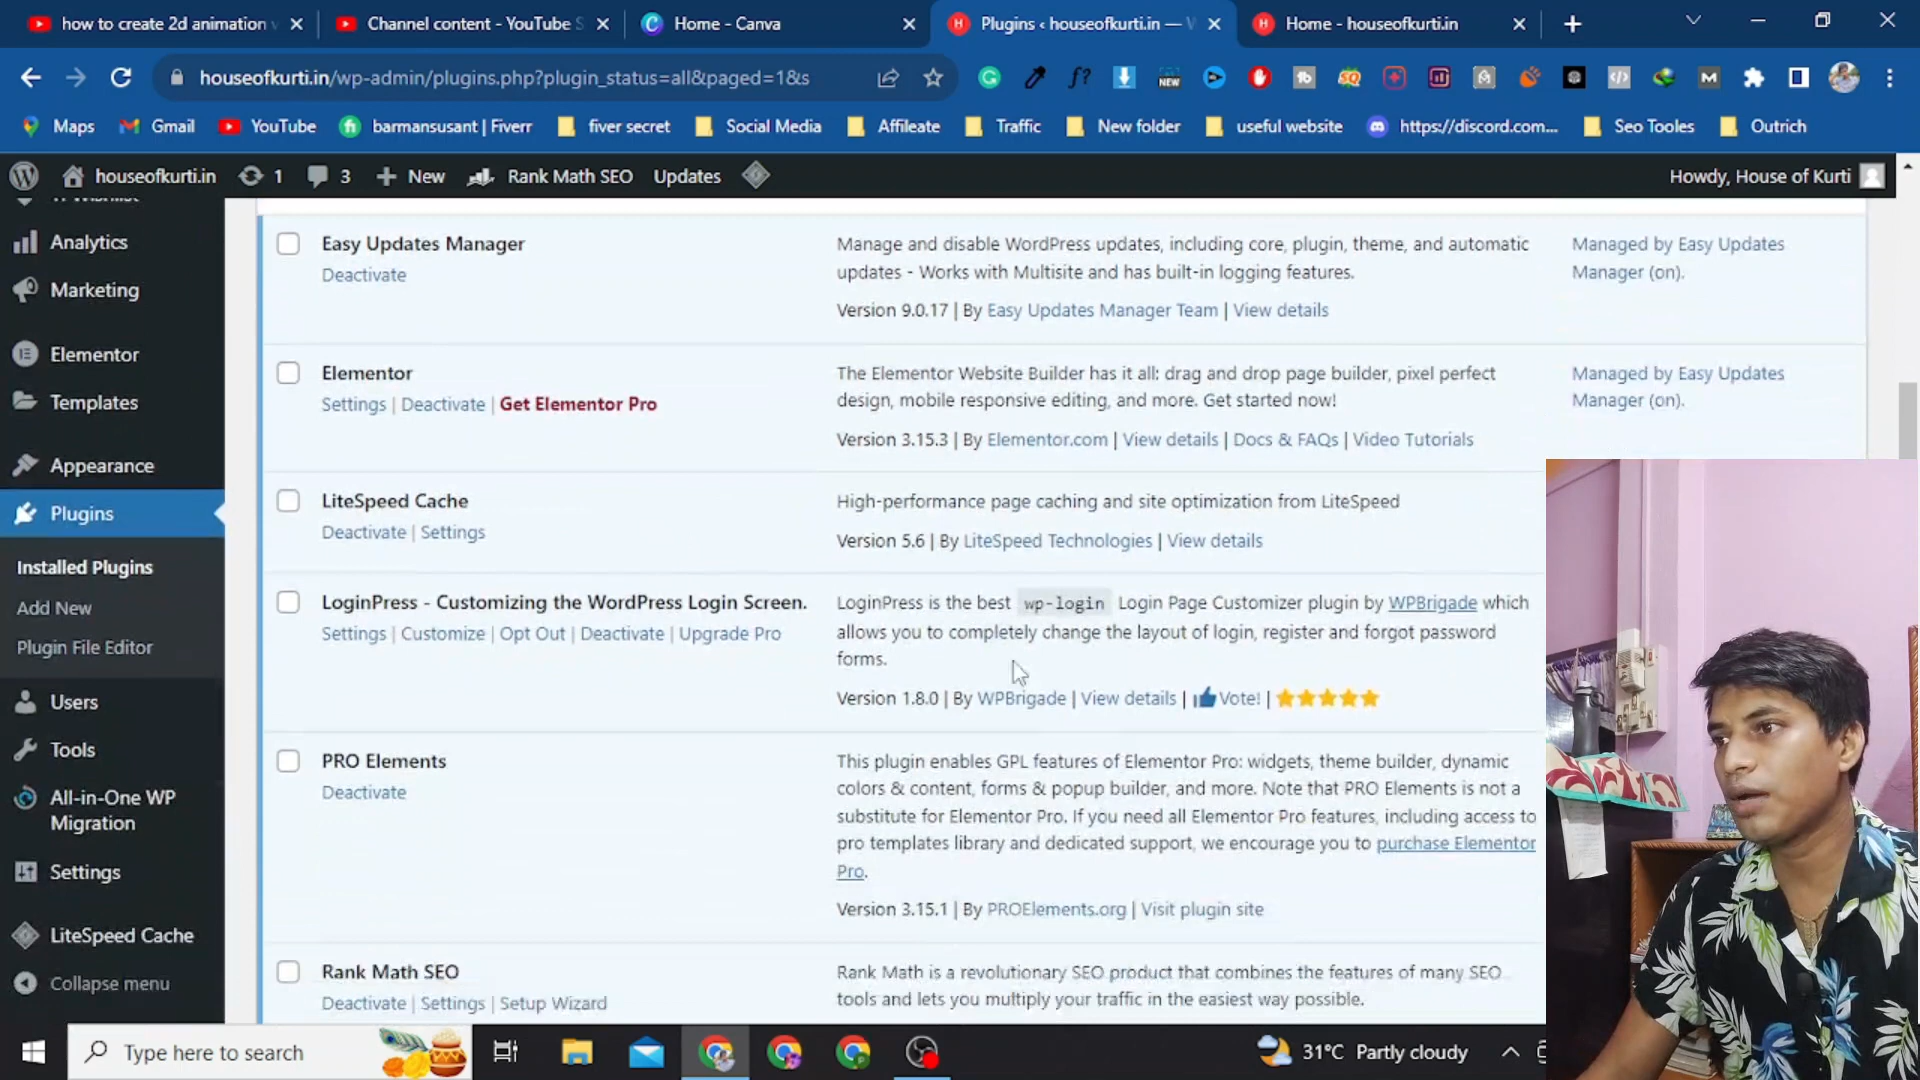 how to create 2d animation v
Channel content - YouTube S
Home - Canva
Plugins ‹ houseofkurti.in — W
Home - houseofkurti.in
houseofkurti.in/wp-admin/plugins.php?plugin_status=all&paged=1&s
Maps
Gmail
YouTube
barmansusant | Fiverr
fiver secret
Social Media
Affileate
Traffic
New folder
useful website
https://discord.com...
Seo Tooles
Outrich
houseofkurti.in
1
3
New
Rank Math SEO
Updates
Howdy, House of Kurti
Analytics
Marketing
Elementor
Templates
Appearance
Plugins
Installed Plugins
Add New
Plugin File Editor
Users
Tools
All-in-One WP
Migration
Settings
LiteSpeed Cache
Collapse menu
Easy Updates Manager
Deactivate
Manage and disable WordPress updates, including core, plugin, theme, and automatic
updates - Works with Multisite and has built-in logging features.
Version 9.0.17 | By Easy Updates Manager Team | View details
Managed by Easy Updates
Manager (on).
Elementor
Settings | Deactivate | Get Elementor Pro
The Elementor Website Builder has it all: drag and drop page builder, pixel perfect
design, mobile responsive editing, and more. Get started now!
Version 3.15.3 | By Elementor.com | View details | Docs & FAQs | Video Tutorials
Managed by Easy Updates
Manager (on).
LiteSpeed Cache
Deactivate | Settings
High-performance page caching and site optimization from LiteSpeed
Version 5.6 | By LiteSpeed Technologies | View details
LoginPress - Customizing the WordPress Login Screen.
Settings | Customize | Opt Out | Deactivate | Upgrade Pro
LoginPress is the best wp-login Login Page Customizer plugin by WPBrigade which
allows you to completely change the layout of login, register and forgot password
forms.
Version 1.8.0 | By WPBrigade | View details | Vote! |
PRO Elements
Deactivate
This plugin enables GPL features of Elementor Pro: widgets, theme builder, dynamic
colors & content, forms & popup builder, and more. Note that PRO Elements is not a
substitute for Elementor Pro. If you need all Elementor Pro features, including access to
pro templates library and dedicated support, we encourage you to purchase Elementor
Pro.
Version 3.15.1 | By PROElements.org | Visit plugin site
Rank Math SEO
Deactivate | Settings | Setup Wizard
Rank Math is a revolutionary SEO product that combines the features of many SEO
tools and lets you multiply your traffic in the easiest way possible.
Type here to search
31°C Partly cloudy